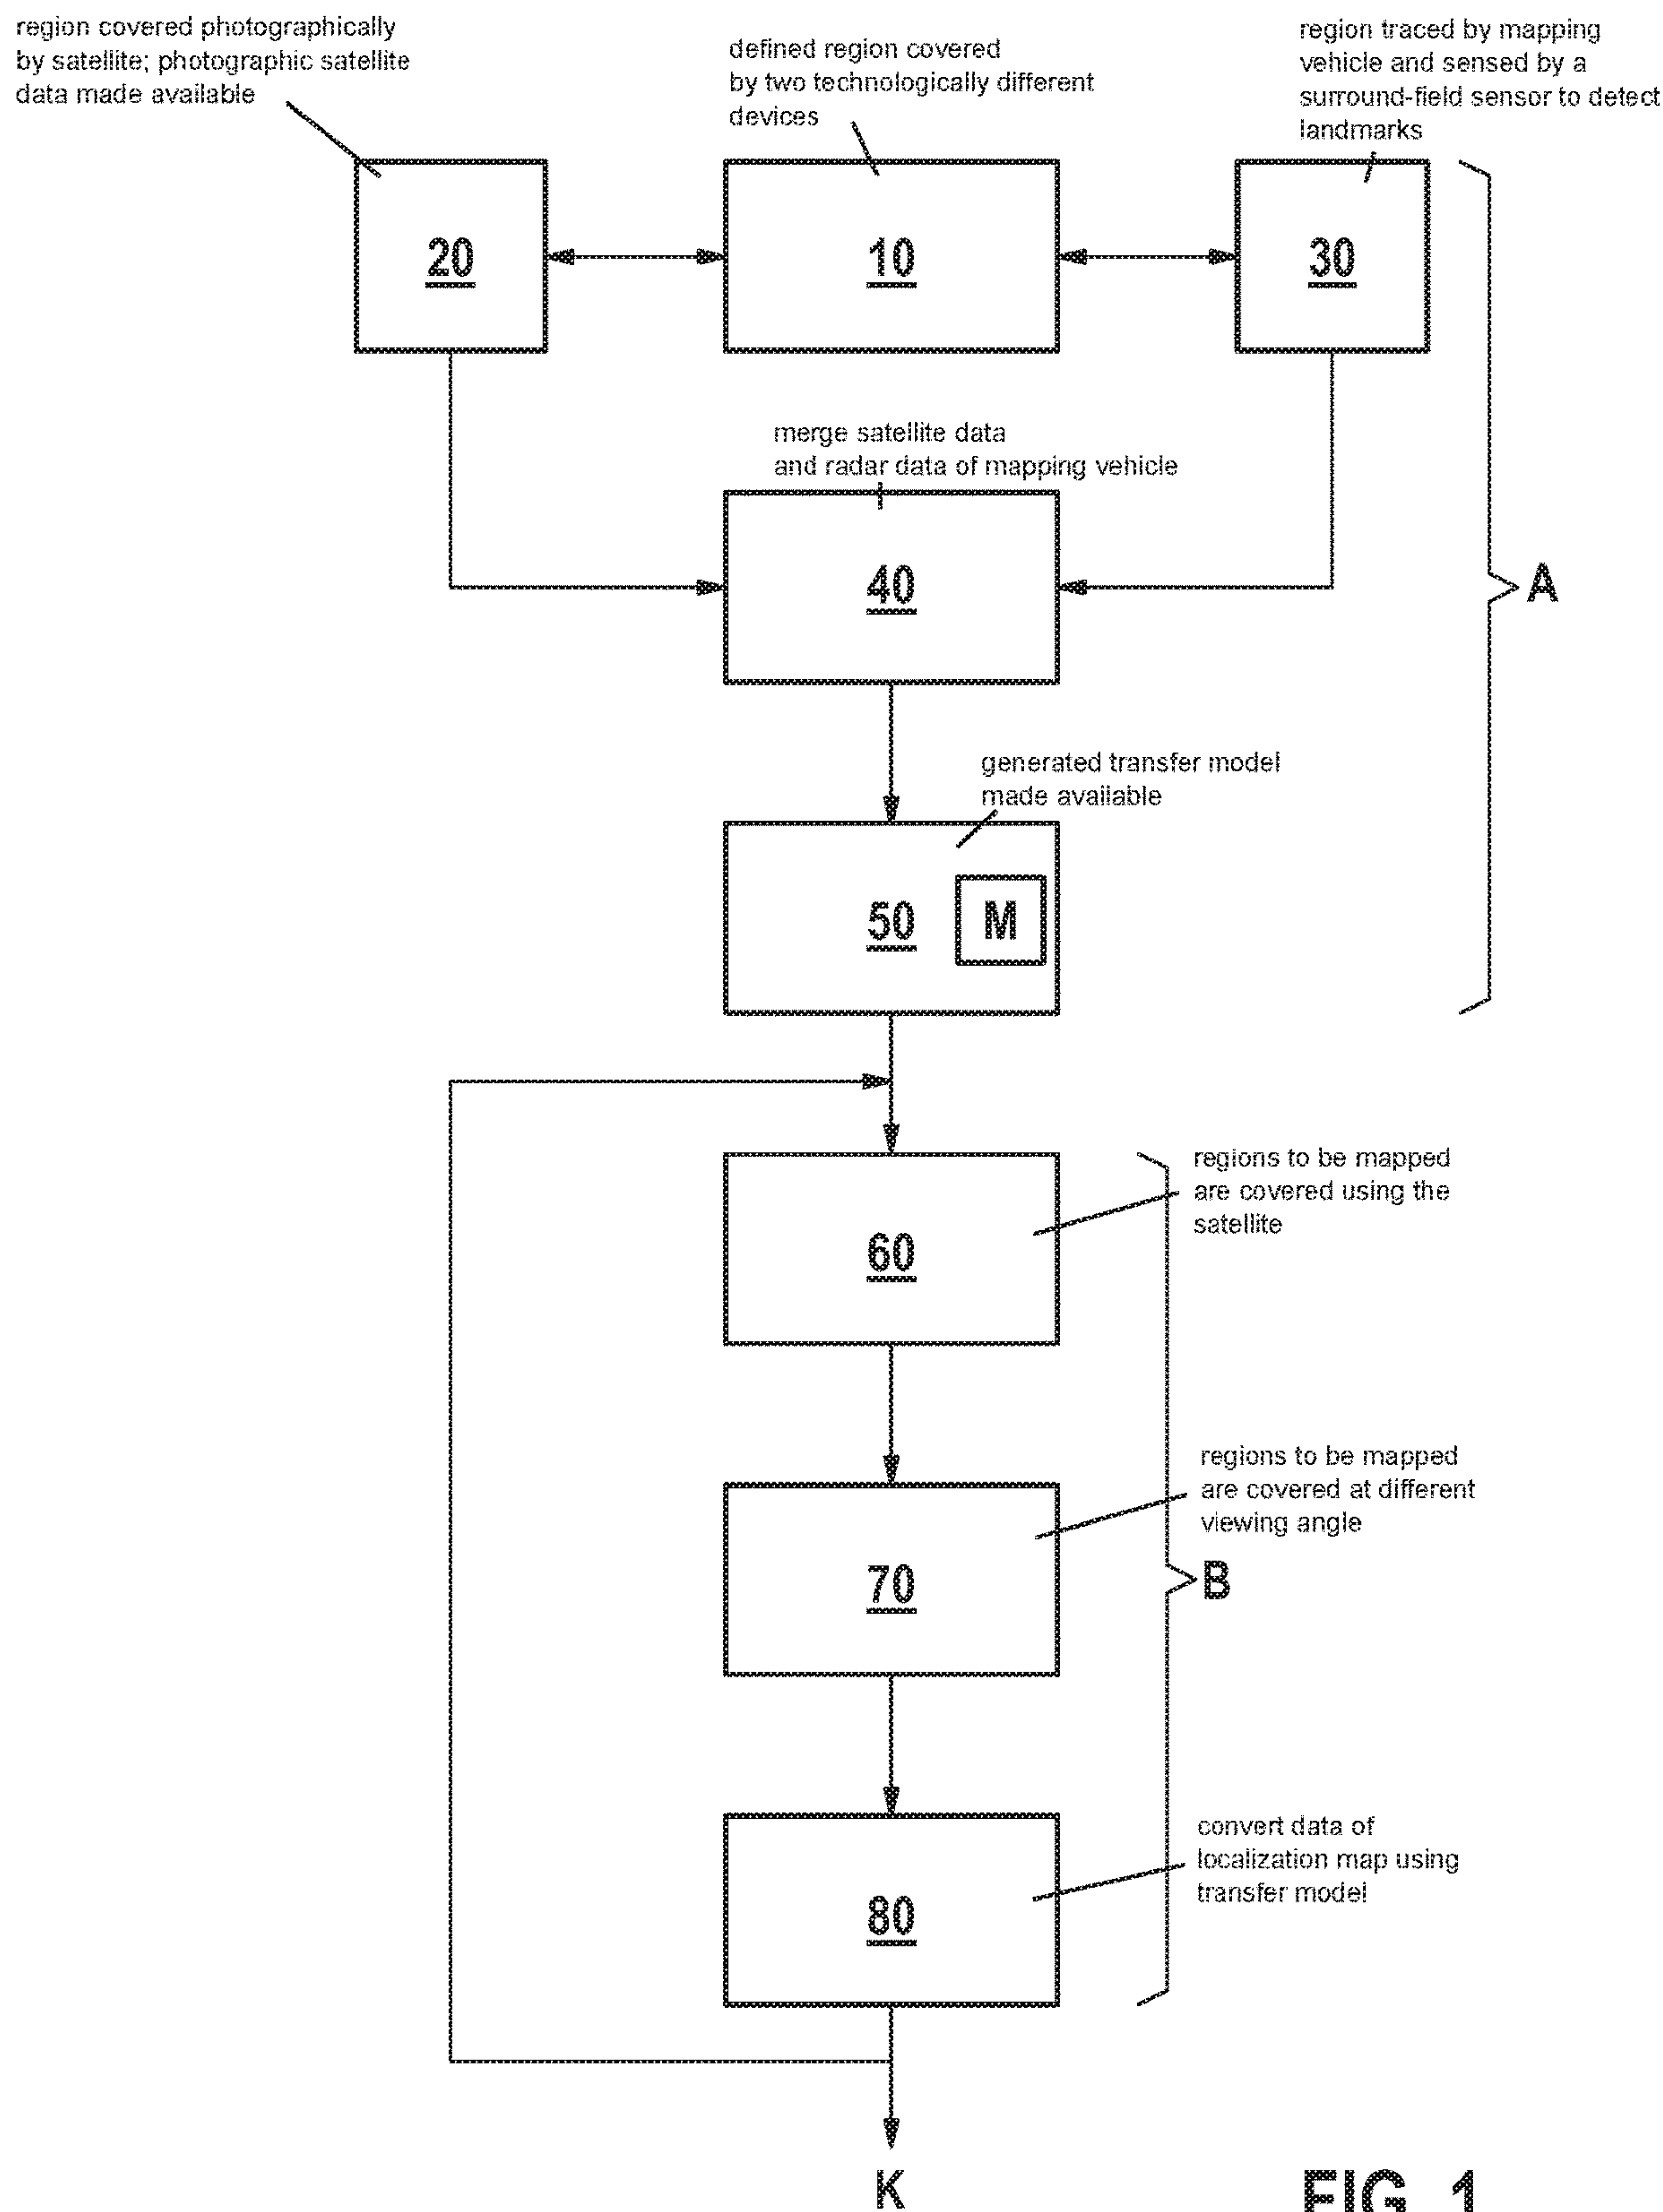 region covered photographically
by satellite; photographic satellite
data made available
defined region covered
by two technologically different
devices
region traced by mapping
vehicle and sensed by a
surround-field sensor to detect
landmarks
20
10
30
merge satellite data
and radar data of mapping vehicle
40
A
generated transfer model
made available
50
M
regions to be mapped
are covered using the
satellite
60
regions to be mapped
are covered at different
viewing angle
70
B
convert data of
localization map using
transfer model
80
K
FIG. 1